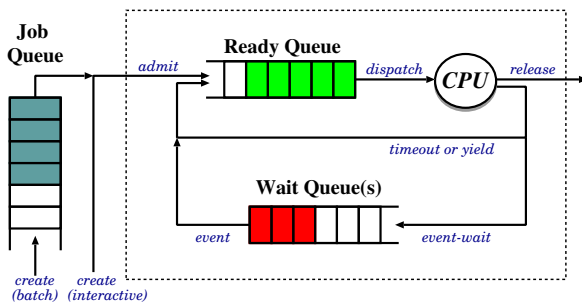 Job
Queue
admit
Ready Queue
dispatch
CPU
release
timeout or yield
Wait Queue(s)
event
event-wait
create
(batch)
create
(interactive)